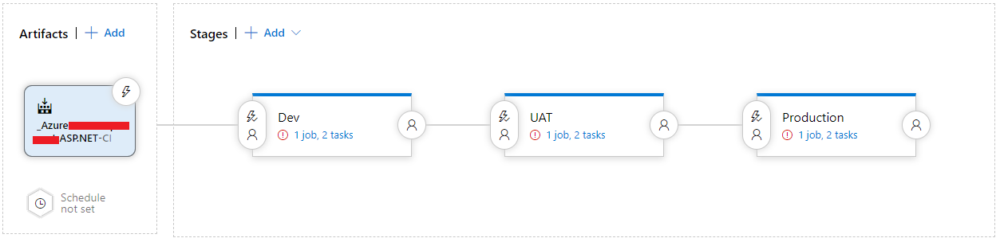 Artifacts | + Add
_Azure
ASP.NET-CI
Schedule
not set
Stages | + Add
Dev
1 job, 2 tasks
UAT
1 job, 2 tasks
Production
1 job, 2 tasks